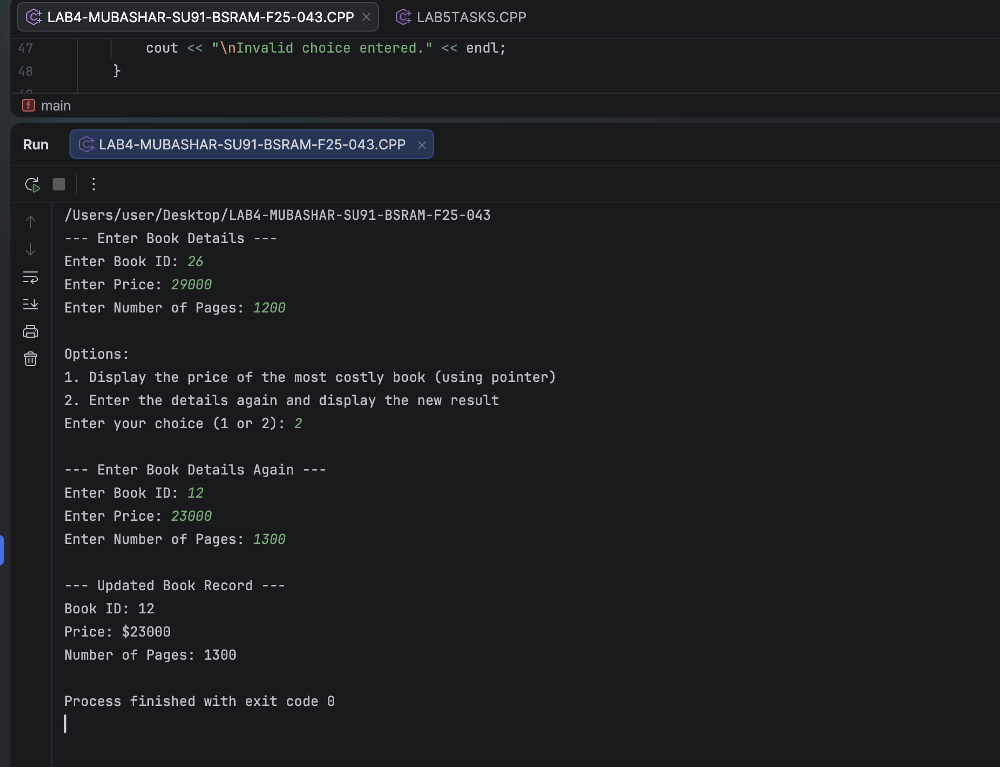 LAB4-MUBASHAR-SU91-BSRAM-F25-043.CPP LAB5TASKS.CPP
47 cout << "\nInvalid choice entered." << endl;
48 }
main
Run LAB4-MUBASHAR-SU91-BSRAM-F25-043.CPP
/Users/user/Desktop/LAB4-MUBASHAR-SU91-BSRAM-F25-043
--- Enter Book Details ---
Enter Book ID: 26
Enter Price: 29000
Enter Number of Pages: 1200
Options:
1. Display the price of the most costly book (using pointer)
2. Enter the details again and display the new result
Enter your choice (1 or 2): 2
--- Enter Book Details Again ---
Enter Book ID: 12
Enter Price: 23000
Enter Number of Pages: 1300
--- Updated Book Record ---
Book ID: 12
Price: $23000
Number of Pages: 1300
Process finished with exit code 0